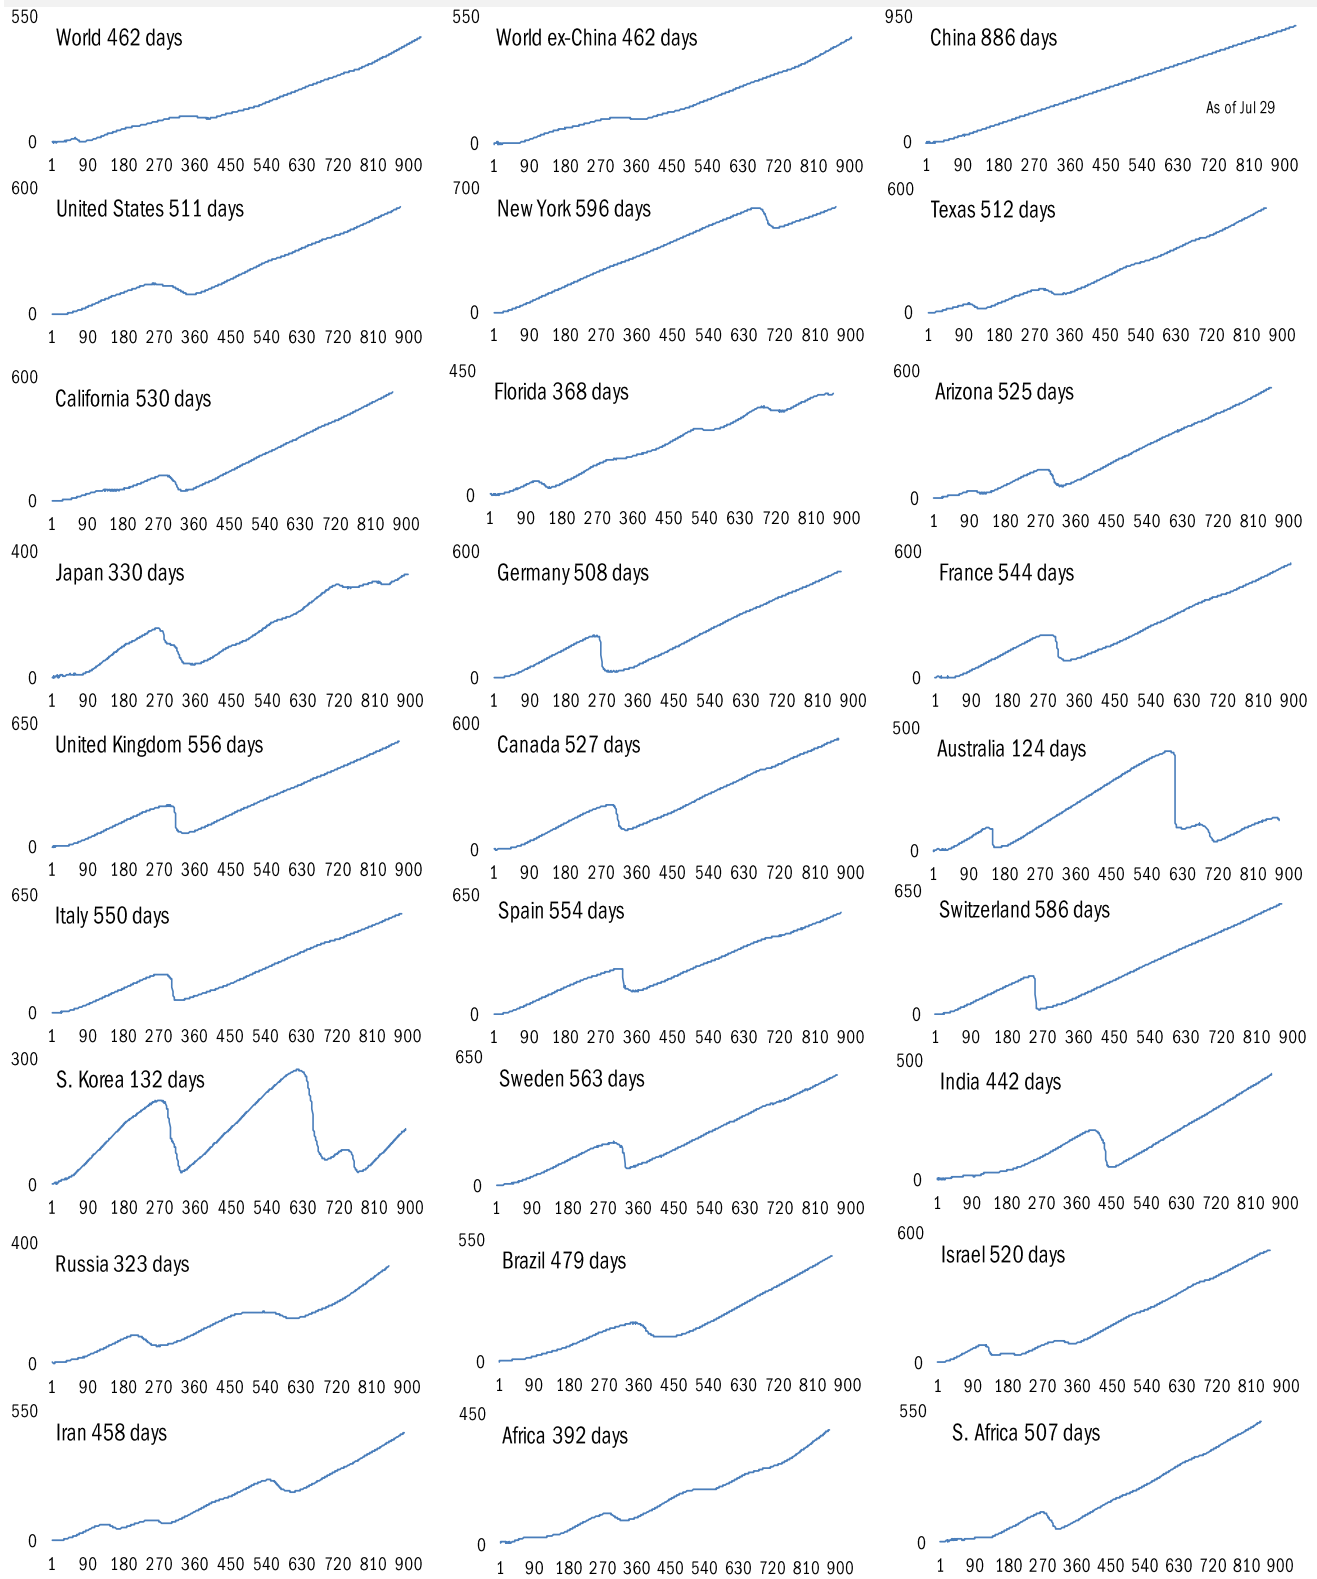 550 550 950
World 462 days World ex-China 462 days China 886 days
As of Jul 29
0 0 0
1 90 180 270 360 450 540 630 720 810 900 1 90 180 270 360 450 540 630 720 810 900 1 90 180 270 360 450 540 630 720 810 900
600 700 600
United States 511 days New York 596 days Texas 512 days
0 0 0
1 90 180 270 360 450 540 630 720 810 900 1 90 180 270 360 450 540 630 720 810 900 1 90 180 270 360 450 540 630 720 810 900
600 450 600
California 530 days Florida 368 days Arizona 525 days
0 0 0
1 90 180 270 360 450 540 630 720 810 900 1 90 180 270 360 450 540 630 720 810 900 1 90 180 270 360 450 540 630 720 810 900
400 600 600
Japan 330 days Germany 508 days France 544 days
0 0 0
1 90 180 270 360 450 540 630 720 810 900 1 90 180 270 360 450 540 630 720 810 900 1 90 180 270 360 450 540 630 720 810 900
650 600 500
United Kingdom 556 days Canada 527 days Australia 124 days
0 0 0
1 90 180 270 360 450 540 630 720 810 900 1 90 180 270 360 450 540 630 720 810 900 1 90 180 270 360 450 540 630 720 810 900
650 650 650
Italy 550 days Spain 554 days Switzerland 586 days
0 0 0
1 90 180 270 360 450 540 630 720 810 900 1 90 180 270 360 450 540 630 720 810 900 1 90 180 270 360 450 540 630 720 810 900
300 650 500
S. Korea 132 days Sweden 563 days India 442 days
0 0 0
1 90 180 270 360 450 540 630 720 810 900 1 90 180 270 360 450 540 630 720 810 900 1 90 180 270 360 450 540 630 720 810 900
400 550 600
Russia 323 days Brazil 479 days Israel 520 days
0 0 0
1 90 180 270 360 450 540 630 720 810 900 1 90 180 270 360 450 540 630 720 810 900 1 90 180 270 360 450 540 630 720 810 900
550 450 550
Iran 458 days Africa 392 days S. Africa 507 days
0 0 0
1 90 180 270 360 450 540 630 720 810 900 1 90 180 270 360 450 540 630 720 810 900 1 90 180 270 360 450 540 630 720 810 900